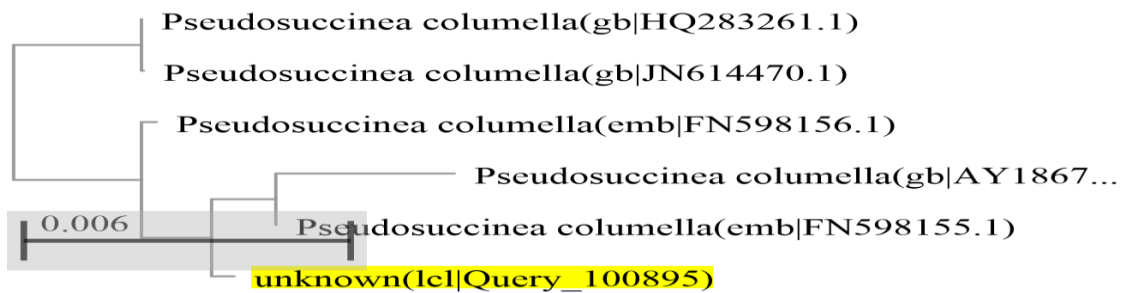 Pseudosuccinea columella(gb|HQ283261.1)
Pseudosuccinea columella(gb|JN614470.1)
Pseudosuccinea columella(emb|FN598156.1)
Pseudosuccinea columella(gb|AY1867...
0.006
Pseudosuccinea columella(emb|FN598155.1)
unknown(lcl|Query_100895)